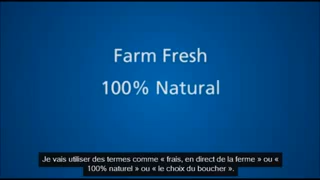 Farm Fresh
100% Natural
Je vais utiliser des termes comme « frais, en direct de la ferme » ou «
100% naturel » ou « le choix du boucher ».